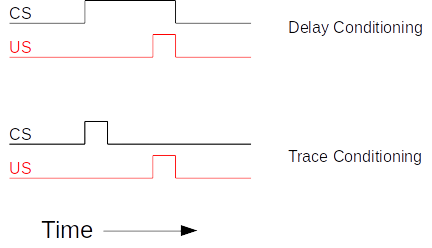 CS
Delay Conditioning
US
CS
Trace Conditioning
US
Time